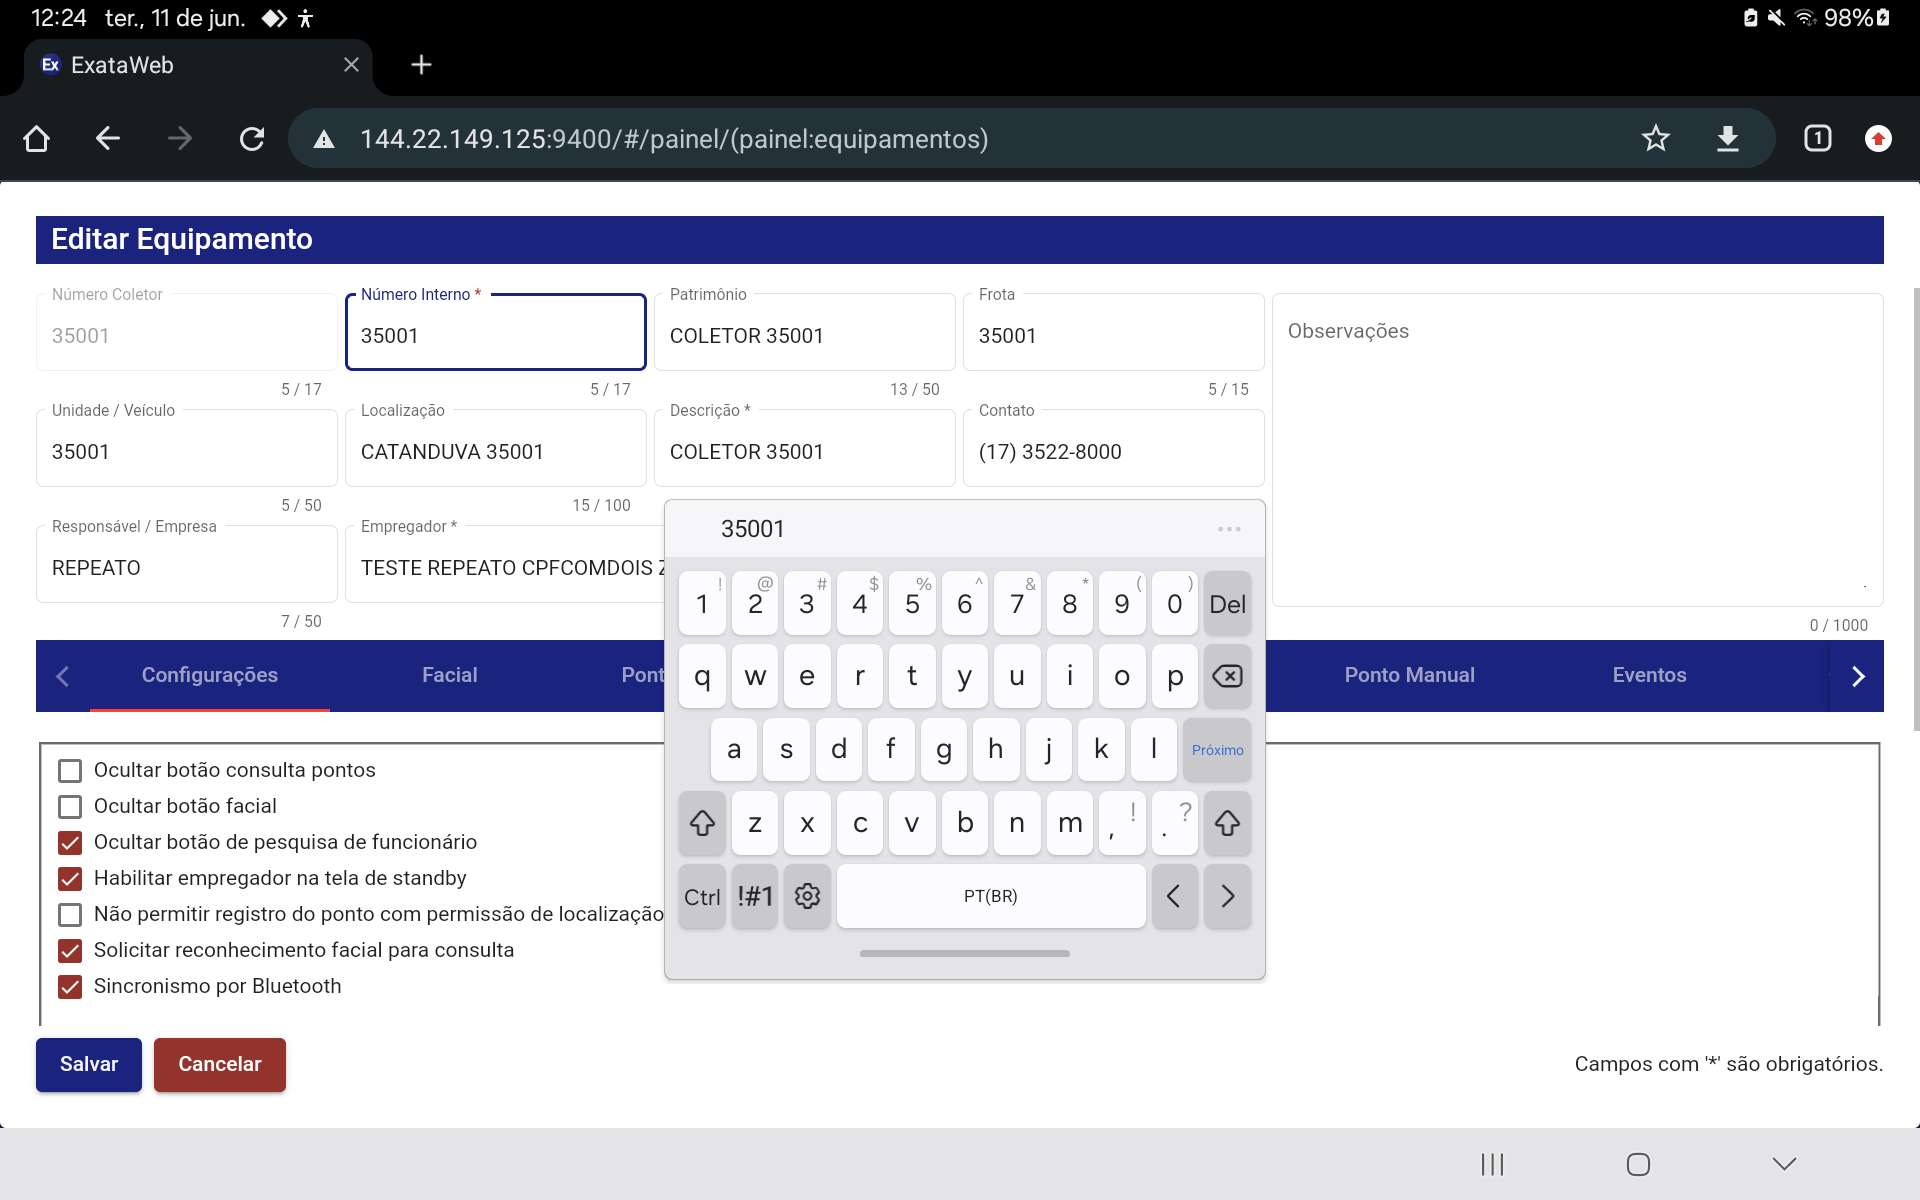 12:24 ter., 11 de jun. 98%
Ex ExataWeb
144.22.149.125:9400/#/painel/(painel:equipamentos) 1
Editar Equipamento
Número Coletor Número Interno * Patrimônio Frota
35001 35001 COLETOR 35001 35001 Observações
5 / 17 5 / 17 13 / 50 5 / 15
Unidade / Veículo Localização Descrição * Contato
35001 CATANDUVA 35001 COLETOR 35001 (17) 3522-8000
5 / 50 15 / 100
Responsável / Empresa Empregador *
REPEATO TESTE REPEATO CPFCOMDOIS Z
7 / 50 0 / 1000
Configurações Facial Pont Ponto Manual Eventos
35001 ...
! @ # $ % ^ & * ( )
1 2 3 4 5 6 7 8 9 0 Del
q w e r t y u i o p
a s d f g h j k l Próximo
z x c v b n m , ! . ?
Ctrl !#1 PT(BR) < >
Ocultar botão consulta pontos
Ocultar botão facial
Ocultar botão de pesquisa de funcionário
Habilitar empregador na tela de standby
Não permitir registro do ponto com permissão de localização
Solicitar reconhecimento facial para consulta
Sincronismo por Bluetooth
Salvar Cancelar Campos com '*' são obrigatórios.